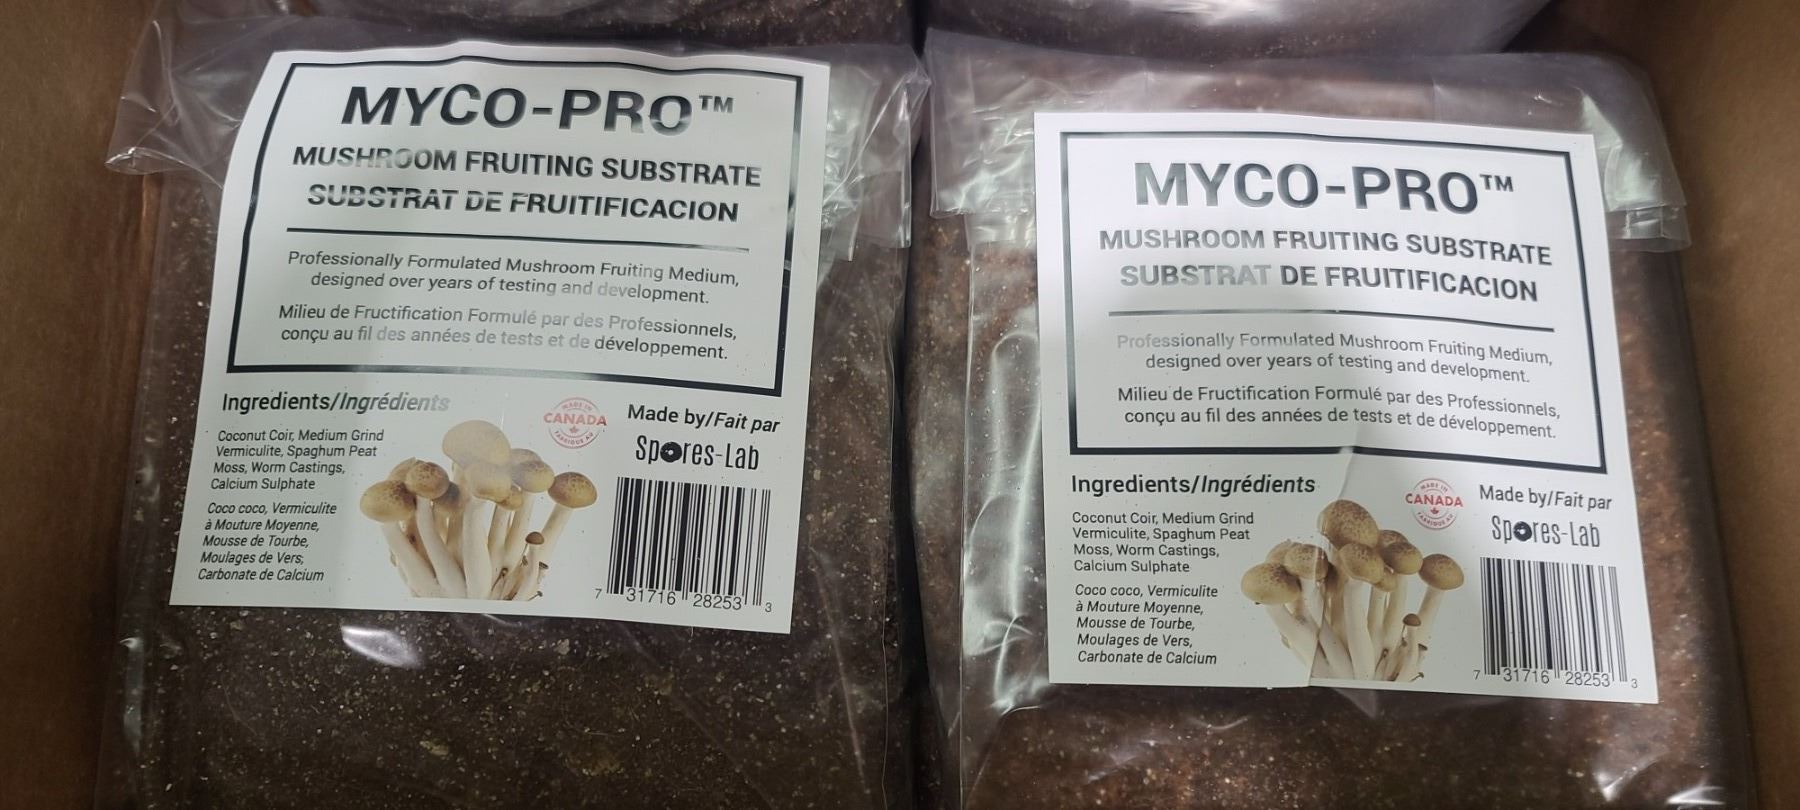 MYCO-PRO™
MUSHROOM FRUITING SUBSTRATE
SUBSTRAT DE FRUITIFICACION
Professionally Formulated Mushroom Fruiting Medium,
designed over years of testing and development.
Milieu de Fructification Formulé par des Professionnels,
conçu au fil des années de tests et de développement.
Ingredients/Ingrédients
Coconut Coir, Medium Grind
Vermiculite, Spaghum Peat
Moss, Worm Castings,
Calcium Sulphate
Coco coco, Vermiculite
à Mouture Moyenne,
Mousse de Tourbe,
Moulages de Vers,
Carbonate de Calcium
MADE IN
CANADA
FABRIQUÉ AU
Made by/Fait par
Spores-Lab
7 31716 28253 3
MYCO-PRO™
MUSHROOM FRUITING SUBSTRATE
SUBSTRAT DE FRUITIFICACION
Professionally Formulated Mushroom Fruiting Medium,
designed over years of testing and development.
Milieu de Fructification Formulé par des Professionnels,
conçu au fil des années de tests et de développement.
Ingredients/Ingrédients
Coconut Coir, Medium Grind
Vermiculite, Spaghum Peat
Moss, Worm Castings,
Calcium Sulphate
Coco coco, Vermiculite
à Mouture Moyenne,
Mousse de Tourbe,
Moulages de Vers,
Carbonate de Calcium
MADE IN
CANADA
FABRIQUÉ AU
Made by/Fait par
Spores-Lab
7 31716 28253 3